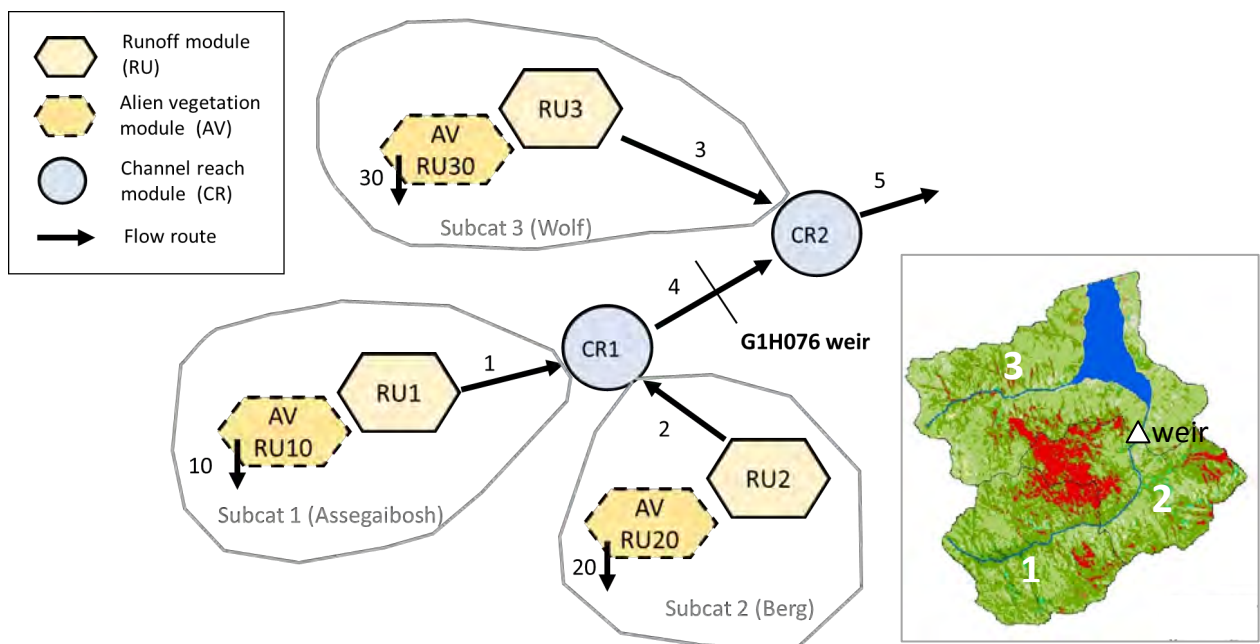 Runoff module
(RU)
Alien vegetation
module (AV)
Channel reach
module (CR)
Flow route
RU3
AV
RU30
30
3
Subcat 3 (Wolf)
CR2
5
4
G1H076 weir
CR1
RU1
1
AV
RU10
10
Subcat 1 (Assegaibosh)
2
RU2
AV
RU20
20
Subcat 2 (Berg)
3
weir
2
1